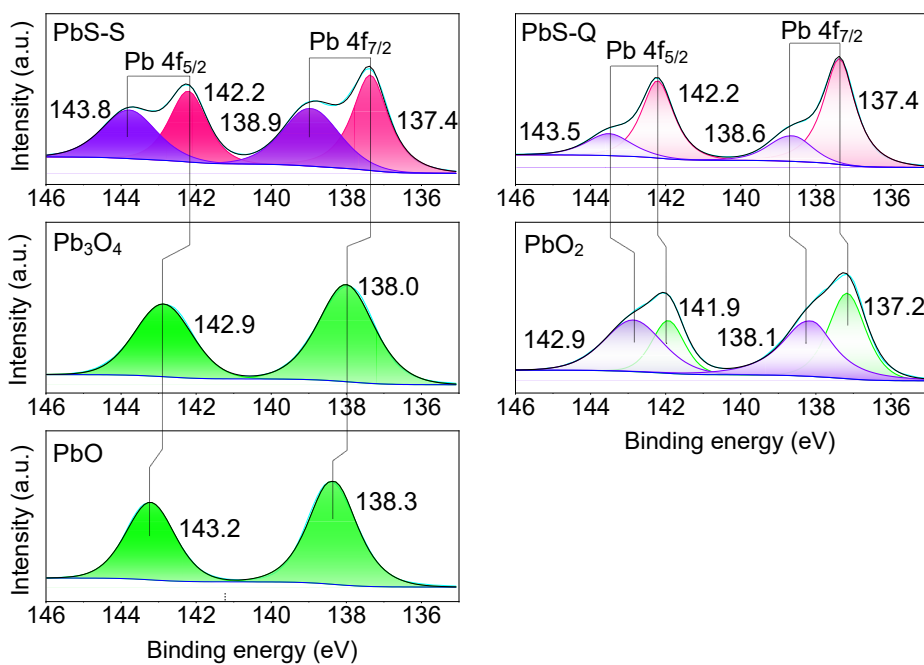 PbS-S
Pb 4f5/2
Pb 4f7/2
143.8
142.2
138.9
137.4
Intensity (a.u.)
146 144 142 140 138 136
PbS-Q
Pb 4f5/2
Pb 4f7/2
143.5
142.2
138.6
137.4
146 144 142 140 138 136
Pb3O4
142.9
138.0
Intensity (a.u.)
146 144 142 140 138 136
PbO2
142.9
141.9
138.1
137.2
146 144 142 140 138 136
Binding energy (eV)
PbO
143.2
138.3
Intensity (a.u.)
146 144 142 140 138 136
Binding energy (eV)